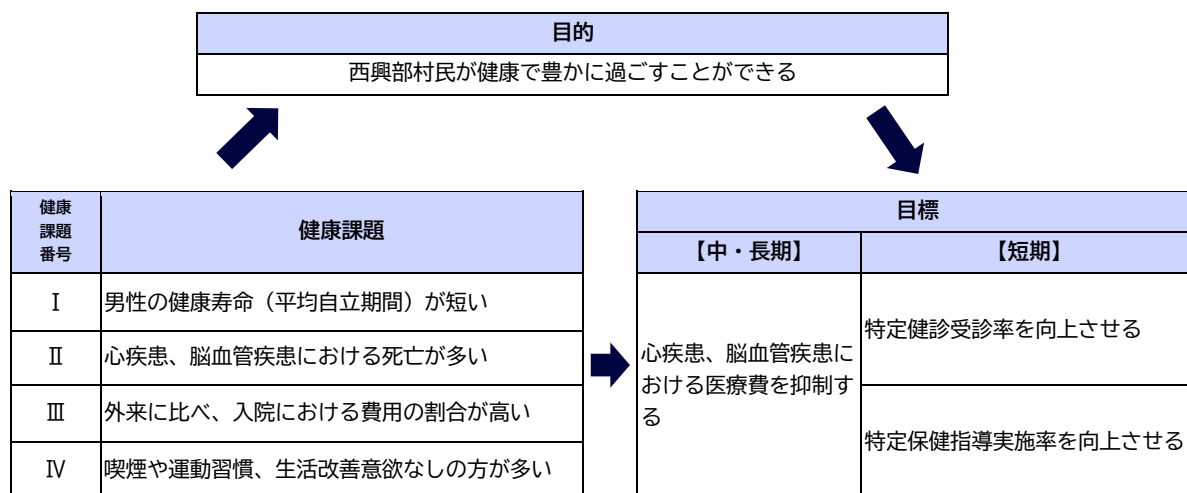 目的
西興部村民が健康で豊かに過ごすことができる
健康
課題
番号
健康課題
Ⅰ
男性の健康寿命（平均自立期間）が短い
Ⅱ
心疾患、脳血管疾患における死亡が多い
Ⅲ
外来に比べ、入院における費用の割合が高い
Ⅳ
喫煙や運動習慣、生活改善意欲なしの方が多い
目標
【中・長期】
【短期】
心疾患、脳血管疾患に
おける医療費を抑制す
る
特定健診受診率を向上させる
特定保健指導実施率を向上させる